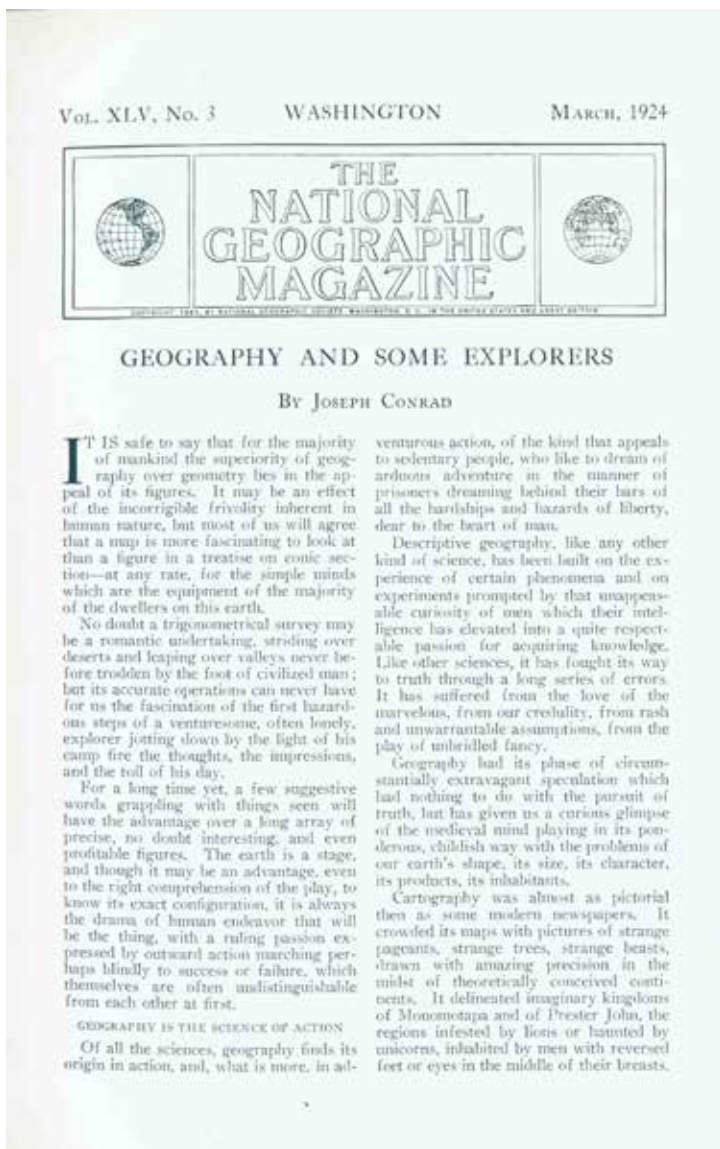 VOL. XLV, No. 3 WASHINGTON MARCH, 1924
THE
NATIONAL
GEOGRAPHIC
MAGAZINE
COPYRIGHT, BY NATIONAL GEOGRAPHIC SOCIETY, WASHINGTON, D. C. IN THE UNITED STATES AND GREAT BRITAIN
GEOGRAPHY AND SOME EXPLORERS
BY JOSEPH CONRAD
IT IS safe to say that for the majority
of mankind the superiority of geog-
raphy over geometry lies in the ap-
peal of its figures. It may be an effect
of the incorrigible frivolity inherent in
human nature, but most of us will agree
that a map is more fascinating to look at
than a figure in a treatise on conic sec-
tion—at any rate, for the simple minds
which are the equipment of the majority
of the dwellers on this earth.
No doubt a trigonometrical survey may
be a romantic undertaking, striding over
deserts and leaping over valleys never be-
fore trodden by the foot of civilized man;
but its accurate operations can never have
for us the fascination of the first hazard-
ous steps of a venturesome, often lonely,
explorer jotting down by the light of his
camp fire the thoughts, the impressions,
and the toil of his day.
For a long time yet, a few suggestive
words grappling with things seen will
have the advantage over a long array of
precise, no doubt interesting, and even
profitable figures. The earth is a stage,
and though it may be an advantage, even
to the right comprehension of the play, to
know its exact configuration, it is always
the drama of human endeavor that will
be the thing, with a ruling passion ex-
pressed by outward action marching per-
haps blindly to success or failure, which
themselves are often undistinguishable
from each other at first.
GEOGRAPHY IS THE SCIENCE OF ACTION
Of all the sciences, geography finds its
origin in action, and, what is more, in ad-
venturous action, of the kind that appeals
to sedentary people, who like to dream of
arduous adventure in the manner of
prisoners dreaming behind their bars of
all the hardships and hazards of liberty,
dear to the heart of man.
Descriptive geography, like any other
kind of science, has been built on the ex-
perience of certain phenomena and on
experiments prompted by that unappeas-
able curiosity of men which their intel-
ligence has elevated into a quite respect-
able passion for acquiring knowledge.
Like other sciences, it has fought its way
to truth through a long series of errors.
It has suffered from the love of the
marvelous, from our credulity, from rash
and unwarrantable assumptions, from the
play of unbridled fancy.
Geography had its phase of circum-
stantially extravagant speculation which
had nothing to do with the pursuit of
truth, but has given us a curious glimpse
of the medieval mind playing in its pon-
derous, childish way with the problems of
our earth's shape, its size, its character,
its products, its inhabitants.
Cartography was almost as pictorial
then as some modern newspapers. It
crowded its maps with pictures of strange
pageants, strange trees, strange beasts,
drawn with amazing precision in the
midst of theoretically conceived conti-
nents. It delineated imaginary kingdoms
of Monomotapa and of Prester John, the
regions infested by lions or haunted by
unicorns, inhabited by men with reversed
feet or eyes in the middle of their breasts.